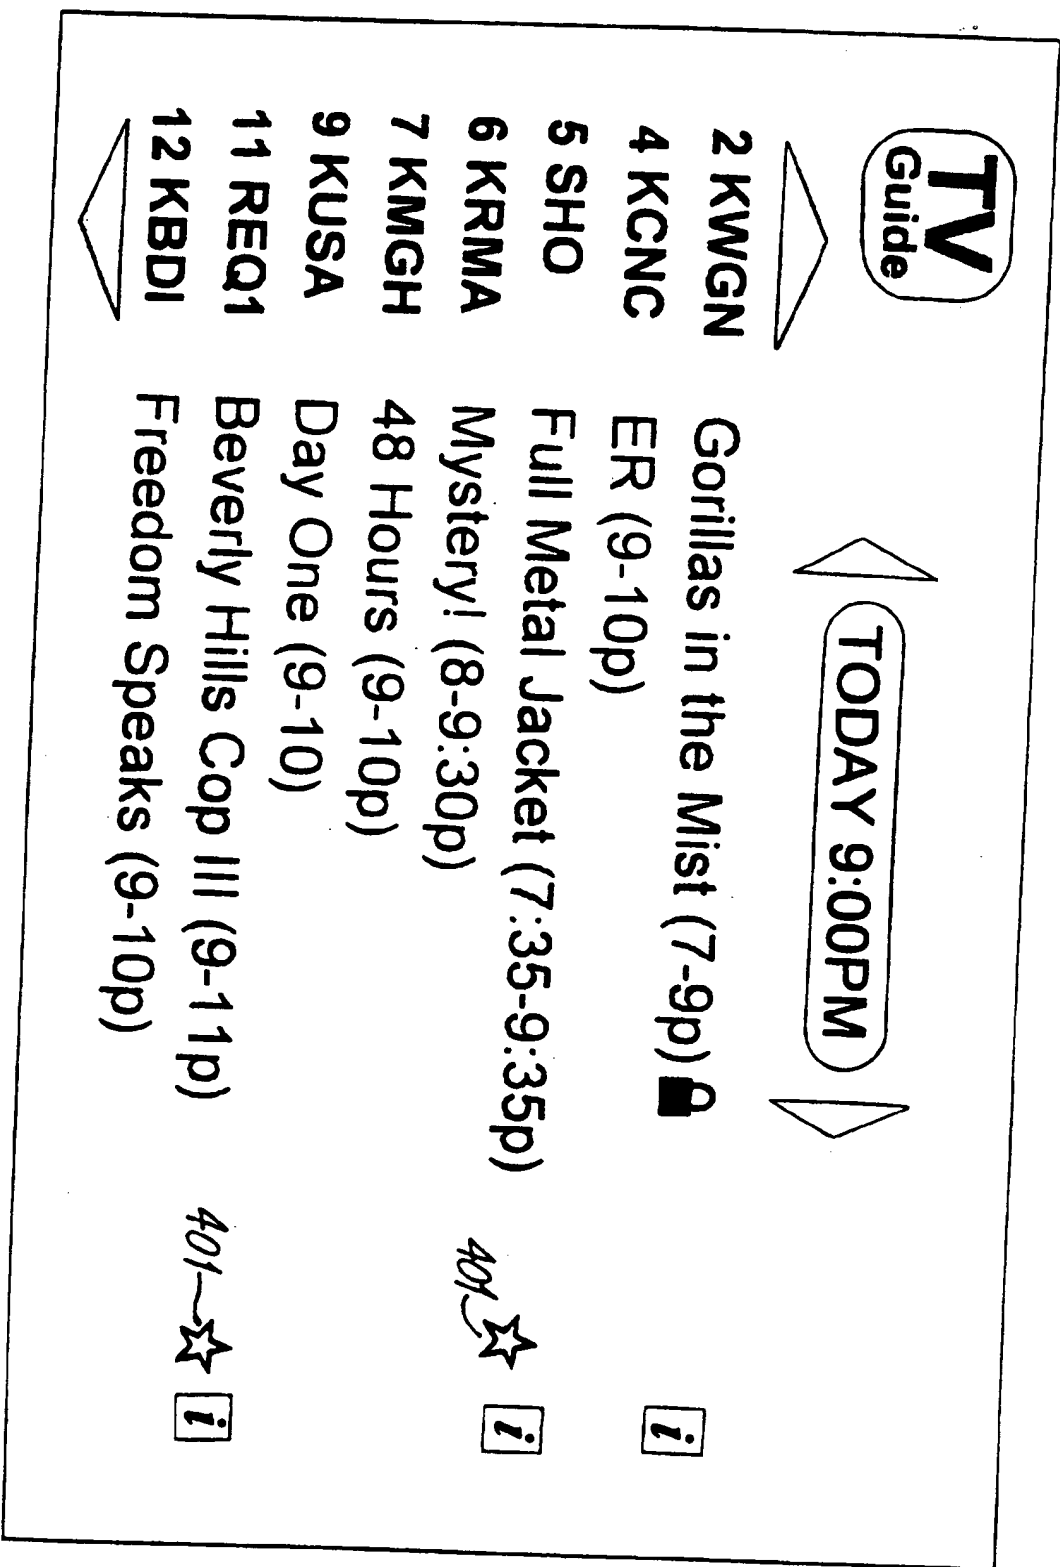 TV
Guide
TODAY 9:00PM
2 KWGN Gorillas in the Mist (7-9p) i
4 KCNC ER (9-10p)
5 SHO Full Metal Jacket (7:35-9:35p) 401 i
6 KRMA Mystery! (8-9:30p)
7 KMGH 48 Hours (9-10p)
9 KUSA Day One (9-10)
11 REQ1 Beverly Hills Cop III (9-11p) 401 i
12 KBDI Freedom Speaks (9-10p)